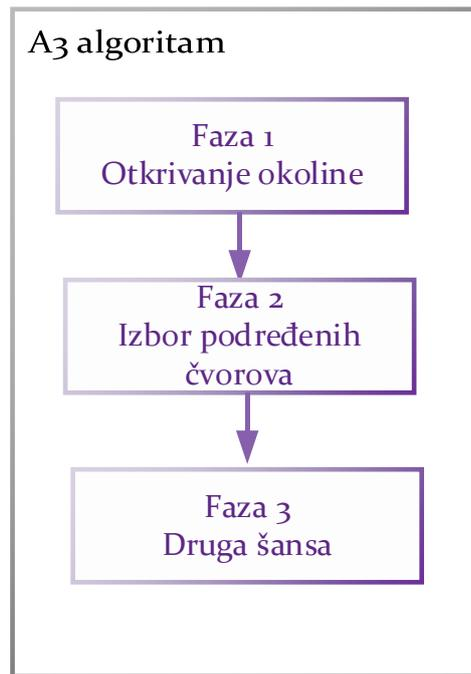 A3 algoritam
Faza 1
Otkrivanje okoline
Faza 2
Izbor podređenih
čvorova
Faza 3
Druga šansa